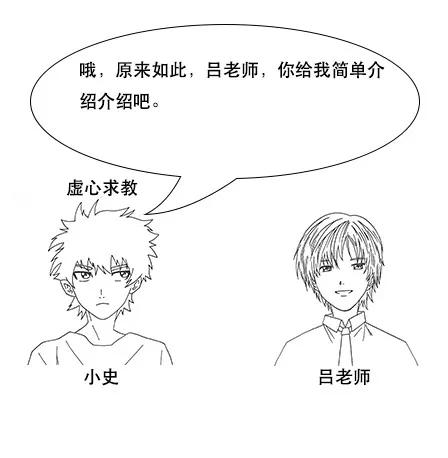 哦，原来如此，吕老师，你给我简单介
绍介绍吧。
虚心求教
小史
吕老师